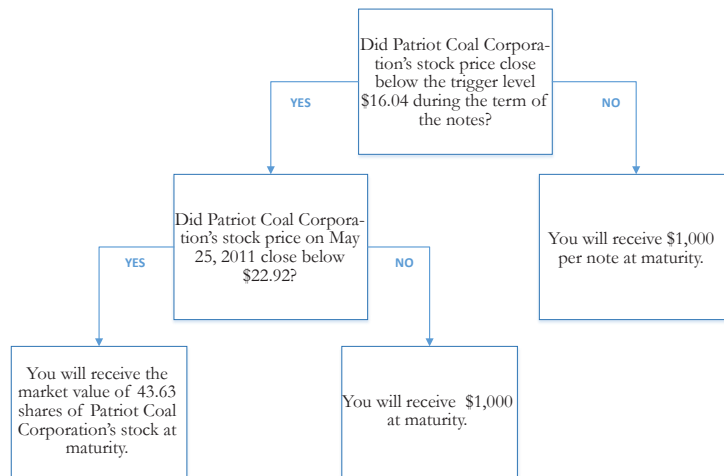 Did Patriot Coal Corpora-
tion's stock price close
below the trigger level
$16.04 during the term of
the notes?
YES
NO
Did Patriot Coal Corpora-
tion's stock price on May
25, 2011 close below
$22.92?
You will receive $1,000
per note at maturity.
YES
NO
You will receive the
market value of 43.63
shares of Patriot Coal
Corporation's stock at
maturity.
You will receive $1,000
at maturity.